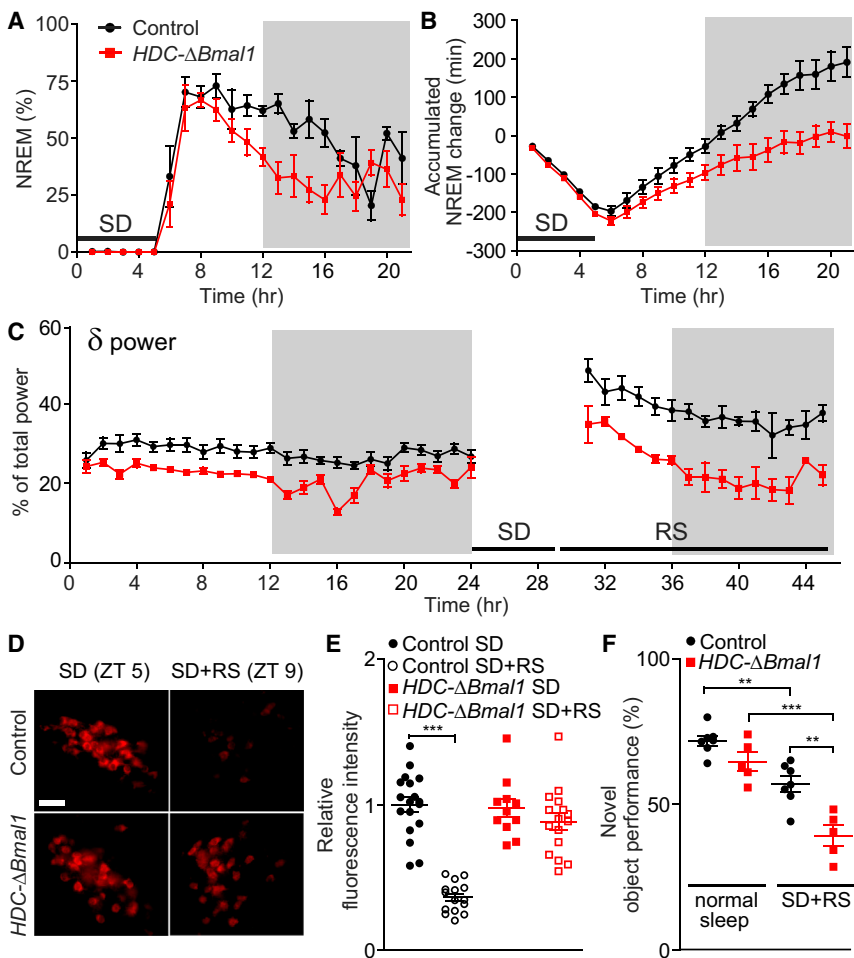 A
Control
HDC-ΔBmal1
NREM (%)
100
75
50
25
0
SD
0 4 8 12 16 20
Time (hr)
B
Accumulated
NREM change (min)
300
200
100
0
-100
-200
-300
SD
0 4 8 12 16 20
Time (hr)
C
δ power
% of total power
60
40
20
0
SD
RS
0 4 8 12 16 20 24 28 32 36 40 44
Time (hr)
D
SD (ZT 5) SD+RS (ZT 9)
Control
HDC-ΔBmal1
E
Control SD
Control SD+RS
HDC-ΔBmal1 SD
HDC-ΔBmal1 SD+RS
Relative
fluorescence intensity
2
1
0
***
F
Control
HDC-ΔBmal1
Novel
object performance (%)
100
50
0
**
***
**
normal
sleep
SD+RS